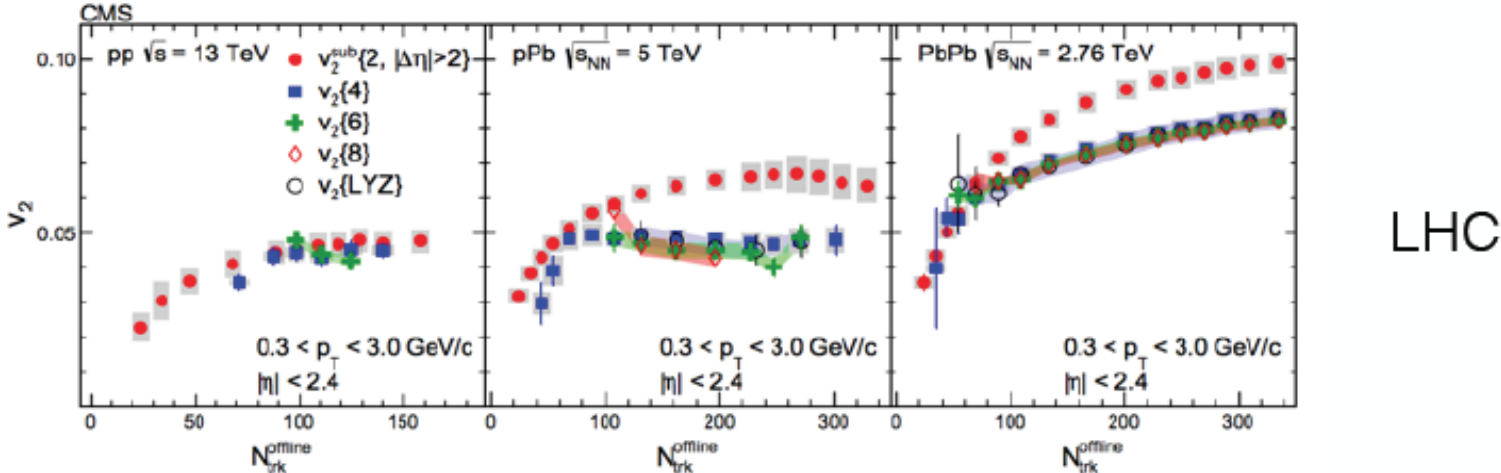 CMS
pp √s = 13 TeV
v₂^sub{2, |Δη|>2}
v₂{4}
v₂{6}
v₂{8}
v₂{LYZ}
0.3 < p_T < 3.0 GeV/c
|η| < 2.4
pPb √s_NN = 5 TeV
0.3 < p_T < 3.0 GeV/c
|η| < 2.4
PbPb √s_NN = 2.76 TeV
0.3 < p_T < 3.0 GeV/c
|η| < 2.4
0.10
0.05
v₂
0 50 100 150
0 100 200 300
0 100 200 300
N_trk^offline
N_trk^offline
N_trk^offline
LHC